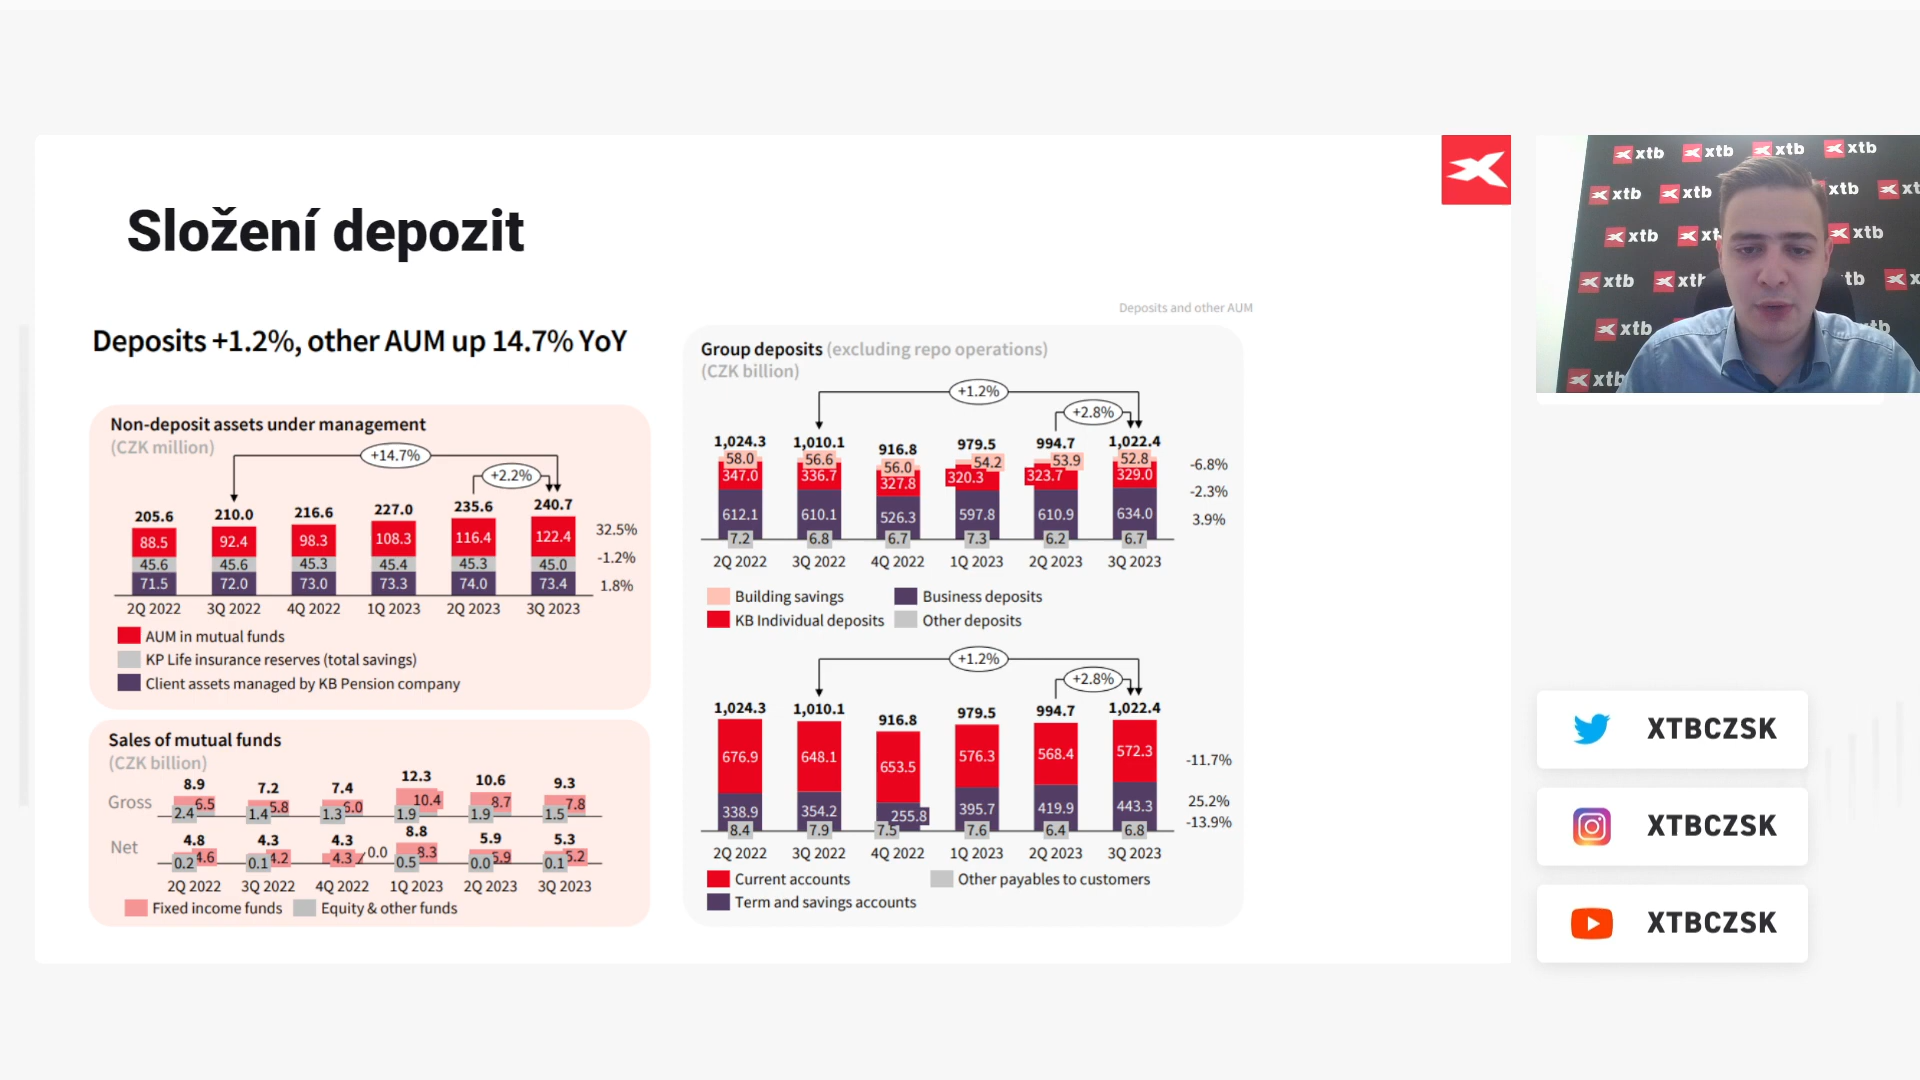 Složení depozit
Deposits +1.2%, other AUM up 14.7% YoY
Non-deposit assets under management
(CZK million)
+14.7%
+2.2%
205.6 210.0 216.6 227.0 235.6 240.7
88.5 92.4 98.3 108.3 116.4 122.4 32.5%
45.6 45.6 45.3 45.4 45.3 45.0 -1.2%
71.5 72.0 73.0 73.3 74.0 73.4 1.8%
2Q 2022 3Q 2022 4Q 2022 1Q 2023 2Q 2023 3Q 2023
AUM in mutual funds
KP Life insurance reserves (total savings)
Client assets managed by KB Pension company
Sales of mutual funds
(CZK billion)
8.9 7.2 7.4 12.3 10.6 9.3
Gross
6.5 5.8 6.0 10.4 8.7 7.8
2.4 1.4 1.3 1.9 1.9 1.5
4.8 4.3 4.3 8.8 5.9 5.3
Net
4.6 4.2 4.3 8.3 5.9 5.2
0.2 0.1 0.0 0.5 0.0 0.1
2Q 2022 3Q 2022 4Q 2022 1Q 2023 2Q 2023 3Q 2023
Fixed income funds Equity & other funds
Deposits and other AUM
Group deposits (excluding repo operations)
(CZK billion)
+1.2%
+2.8%
1,024.3 1,010.1 916.8 979.5 994.7 1,022.4
58.0 56.6 56.0 54.2 53.9 52.8 -6.8%
347.0 336.7 327.8 320.3 323.7 329.0 -2.3%
612.1 610.1 526.3 597.8 610.9 634.0 3.9%
7.2 6.8 6.7 7.3 6.2 6.7
2Q 2022 3Q 2022 4Q 2022 1Q 2023 2Q 2023 3Q 2023
Building savings Business deposits
KB Individual deposits Other deposits
+1.2%
+2.8%
1,024.3 1,010.1 916.8 979.5 994.7 1,022.4
676.9 648.1 653.5 576.3 568.4 572.3 -11.7%
338.9 354.2 255.8 395.7 419.9 443.3 25.2%
8.4 7.9 7.5 7.6 6.4 6.8 -13.9%
2Q 2022 3Q 2022 4Q 2022 1Q 2023 2Q 2023 3Q 2023
Current accounts Other payables to customers
Term and savings accounts
xtb xtb xtb xtb
xtb xtb xtb xt
xtb xt xtb
xtb xtb tb x
xtb tb
xtb
XTBCZSK
XTBCZSK
XTBCZSK